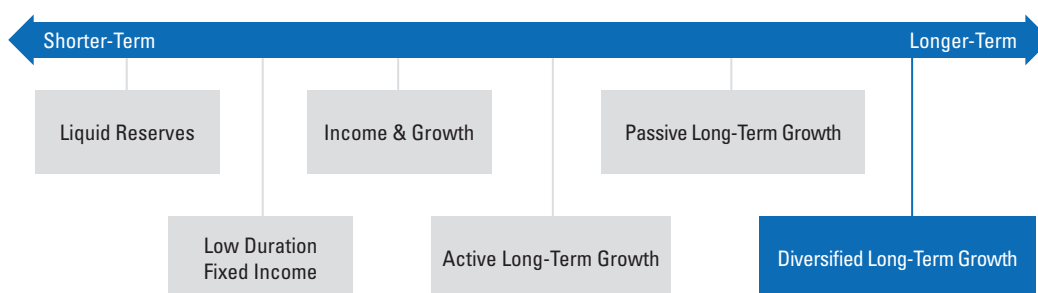 Shorter-Term
Longer-Term
Liquid Reserves
Income & Growth
Passive Long-Term Growth
Low Duration
Fixed Income
Active Long-Term Growth
Diversified Long-Term Growth